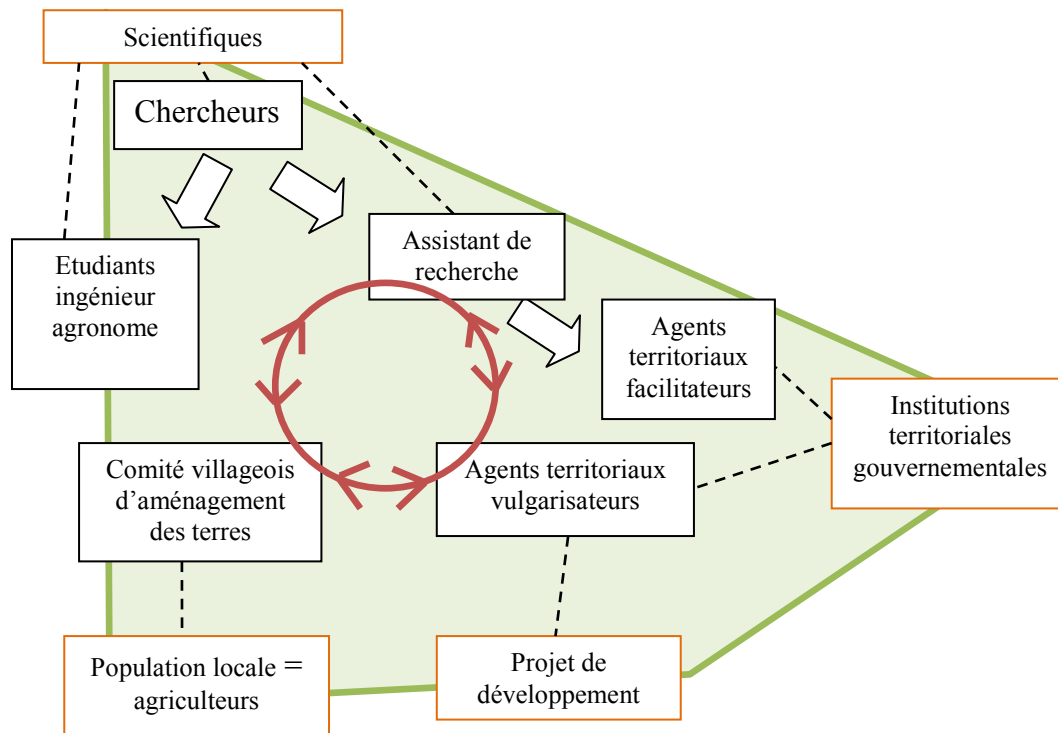 Scientifiques
Chercheurs
Assistant de
recherche
Etudiants
ingénieur
agronome
Agents
territoriaux
facilitateurs
Institutions
territoriales
gouvernementales
Comité villageois
d'aménagement
des terres
Agents territoriaux
vulgarisateurs
Population locale =
agriculteurs
Projet de
développement